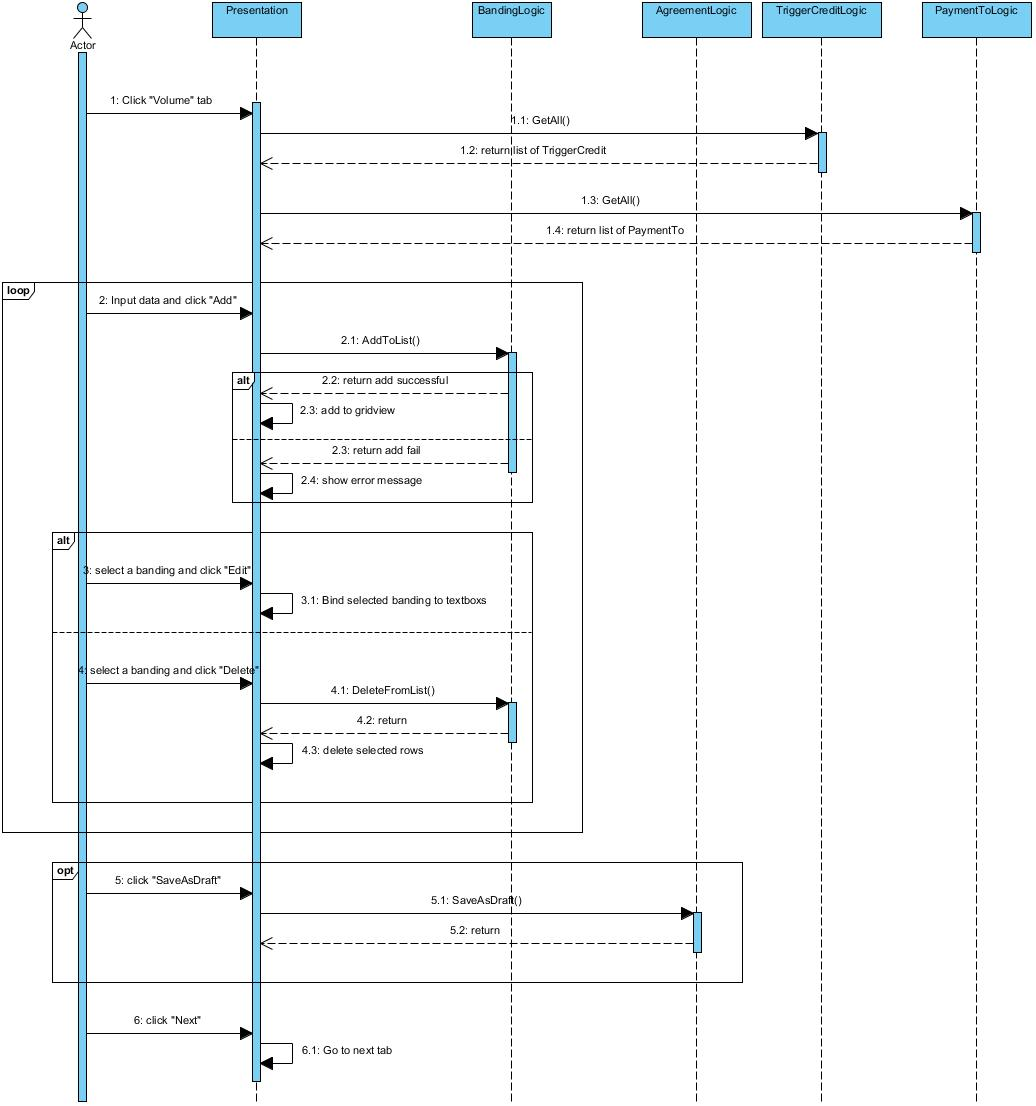 Presentation
BandingLogic
AgreementLogic
TriggerCreditLogic
PaymentToLogic
Actor
1: Click "Volume" tab
1.1: GetAll()
1.2: return list of TriggerCredit
1.3: GetAll()
1.4: return list of PaymentTo
loop
2: Input data and click "Add"
2.1: AddToList()
alt
2.2: return add successful
2.3: add to gridview
2.3: return add fail
2.4: show error message
alt
3: select a banding and click "Edit"
3.1: Bind selected banding to textboxs
4: select a banding and click "Delete"
4.1: DeleteFromList()
4.2: return
4.3: delete selected rows
opt
5: click "SaveAsDraft"
5.1: SaveAsDraft()
5.2: return
6: click "Next"
6.1: Go to next tab